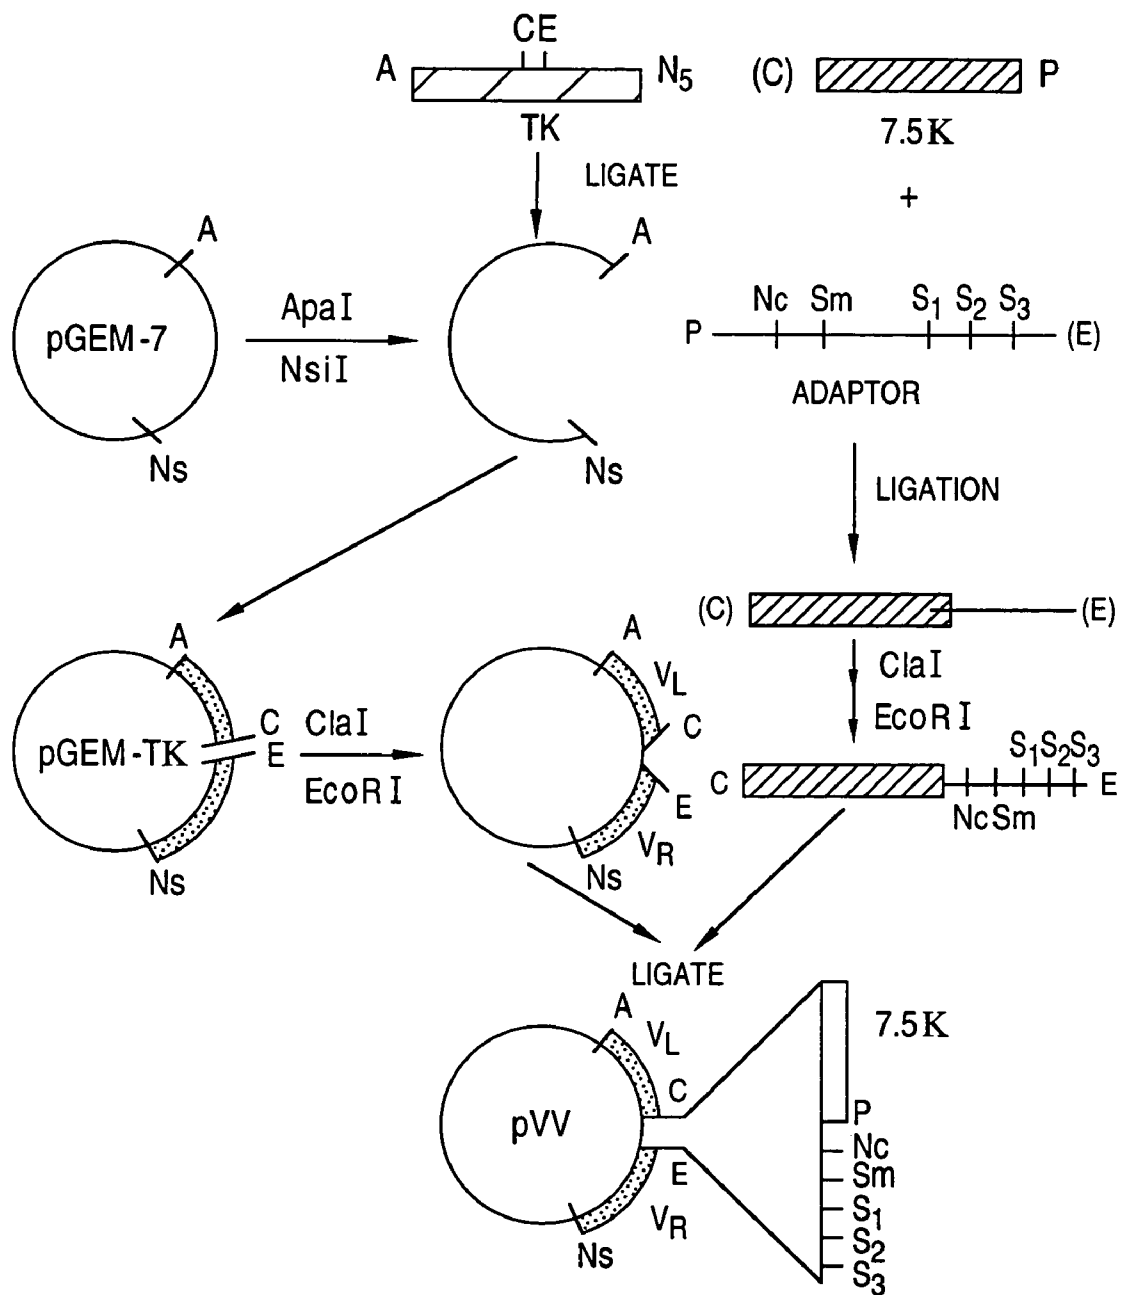 CE
A
N5
(C)
P
TK
7.5K
LIGATE
+
A
A
pGEM-7
ApaI
NsiI
Ns
Ns
Nc Sm S1 S2 S3
P
(E)
ADAPTOR
LIGATION
(C)
(E)
ClaI
EcoRI
A
C
E
pGEM-TK
Ns
ClaI
EcoRI
A
VL
C
E
VR
Ns
S1S2S3
C
E
NcSm
LIGATE
A
VL
C
pVV
E
VR
Ns
7.5K
P
Nc
Sm
S1
S2
S3